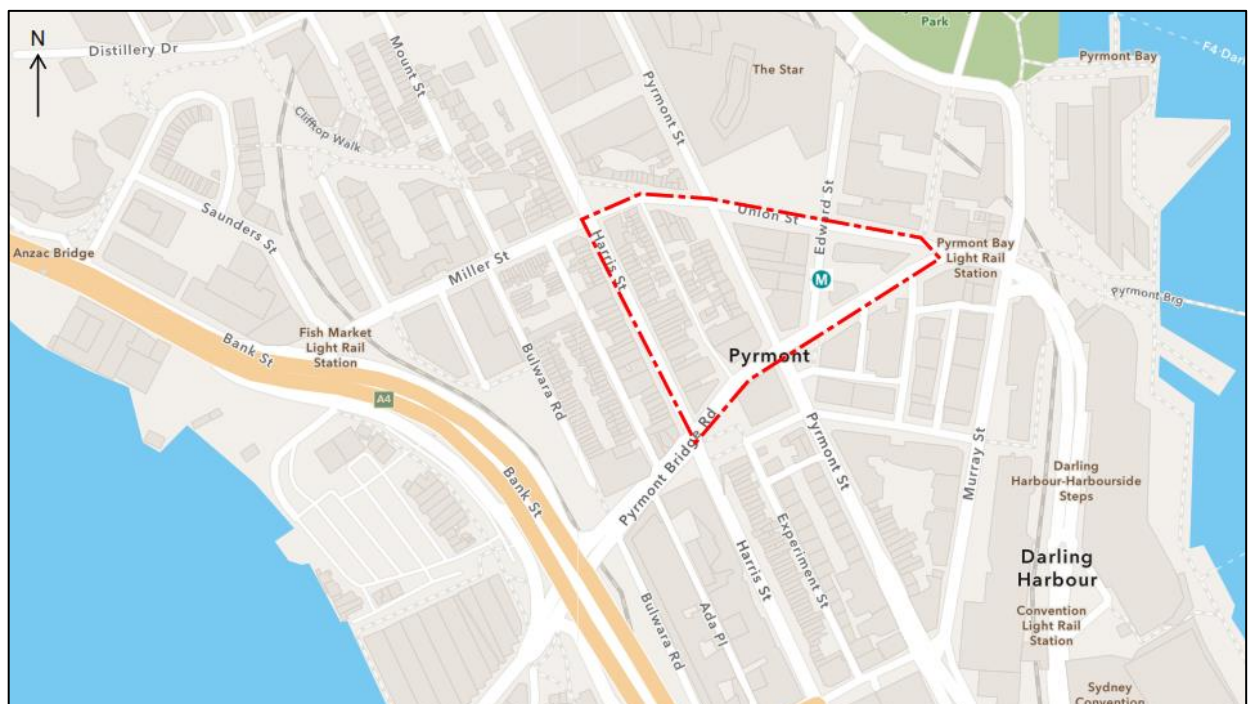 Park
N
Distillery Dr
Mount St
The Star
Pyrmont St
Pyrmont Bay
Clifftop Walk
Saunders St
Union St
Edward St
Harris St
Miller St
Anzac Bridge
Pyrmont Bay
Light Rail
Station
M
Pyrmont Brg
Bank St
Fish Market
Light Rail
Station
Pyrmont
Bulwara Rd
A4
Pyrmont Bridge Rd
Pyrmont St
Murray St
Bank St
Darling
Harbour-Harbourside
Steps
Harris St
Experiment St
Darling
Harbour
Bulwara Rd
Ada Pl
Convention
Light Rail
Station
Sydney
Convention